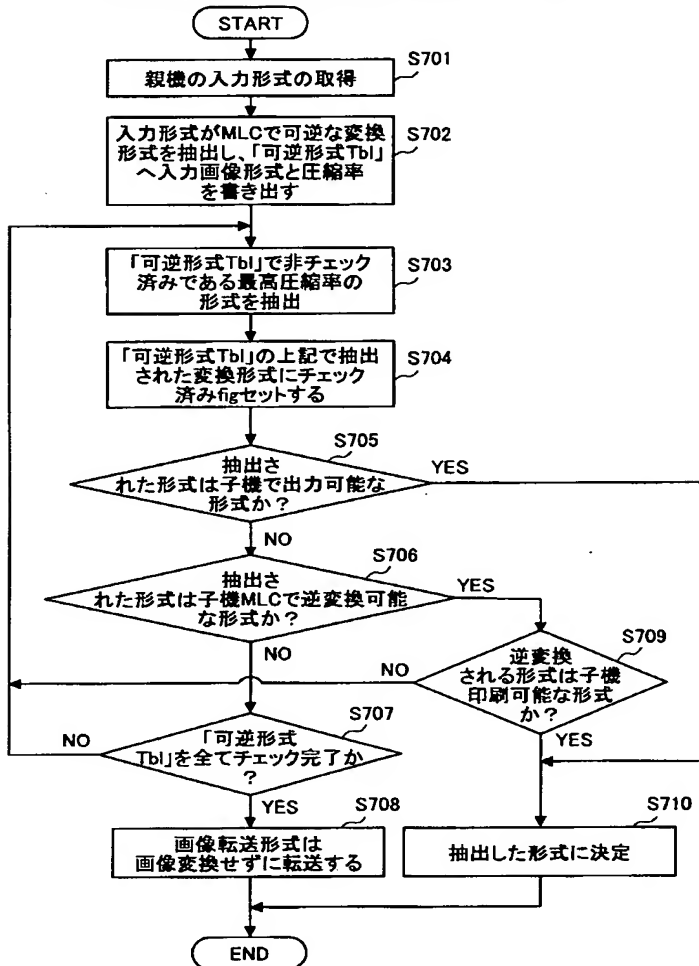 START
S701
親機の入力形式の取得
S702
入力形式がMLCで可逆な変換
形式を抽出し、「可逆形式Tbl」
へ入力画像形式と圧縮率
を書き出す
S703
「可逆形式Tbl」で非チェック
済みである最高圧縮率の
形式を抽出
S704
「可逆形式Tbl」の上記で抽出
された変換形式にチェック
済みfigセットする
S705
抽出さ
れた形式は子機で出力可能な
形式か?
YES
NO
S706
抽出さ
れた形式は子機MLCで逆変換可能
な形式か?
YES
NO
S709
逆変換
される形式は子機
印刷可能な形式
か?
NO
YES
S707
「可逆形式
Tbl」を全てチェック完了か
?
NO
YES
S708
画像転送形式は
画像変換せずに転送する
S710
抽出した形式に決定
END